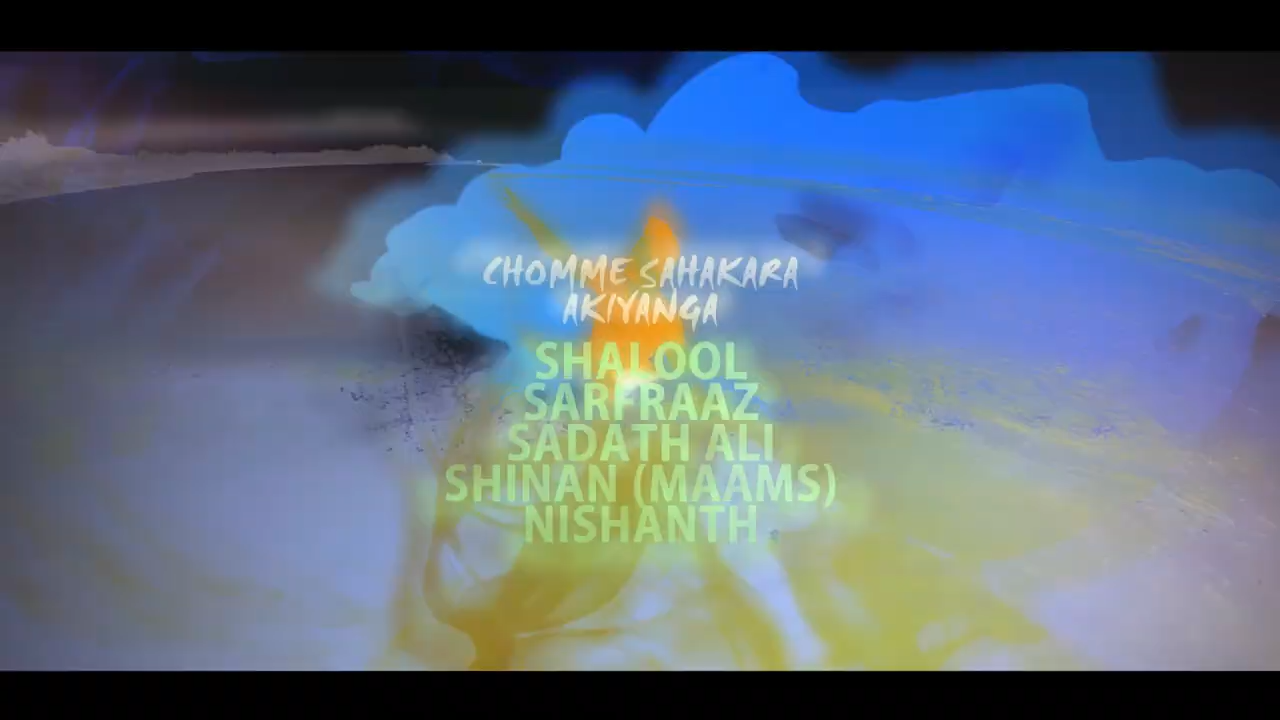 CHOMME SAHAKARA
AKIYANGA
SHALOOL
SARFRAAZ
SADATH ALI
SHINAN (MAAMS)
NISHANTH